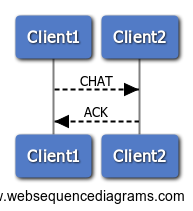 Client1 Client2
CHAT
ACK
Client1 Client2
www.websequencediagrams.com